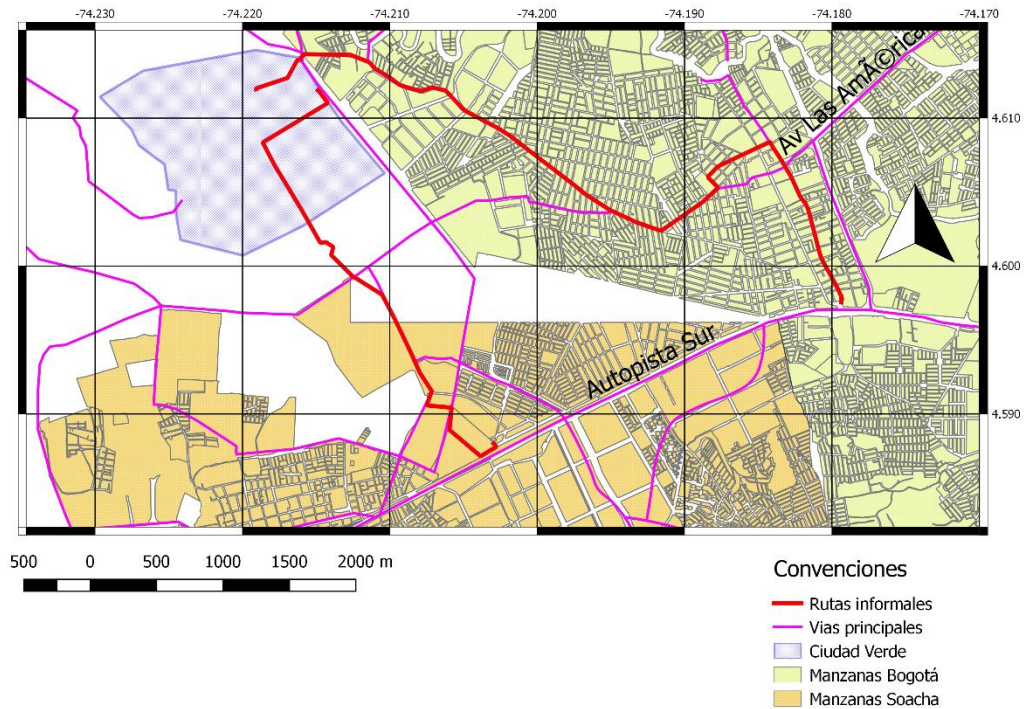 -74.230 -74.220 -74.210 -74.200 -74.190 -74.180 -74.170
Av Las AmÃ©rica
4.610
4.600
Autopista Sur
4.590
500 0 500 1000 1500 2000 m
Convenciones
Rutas informales
Vias principales
Ciudad Verde
Manzanas Bogotá
Manzanas Soacha